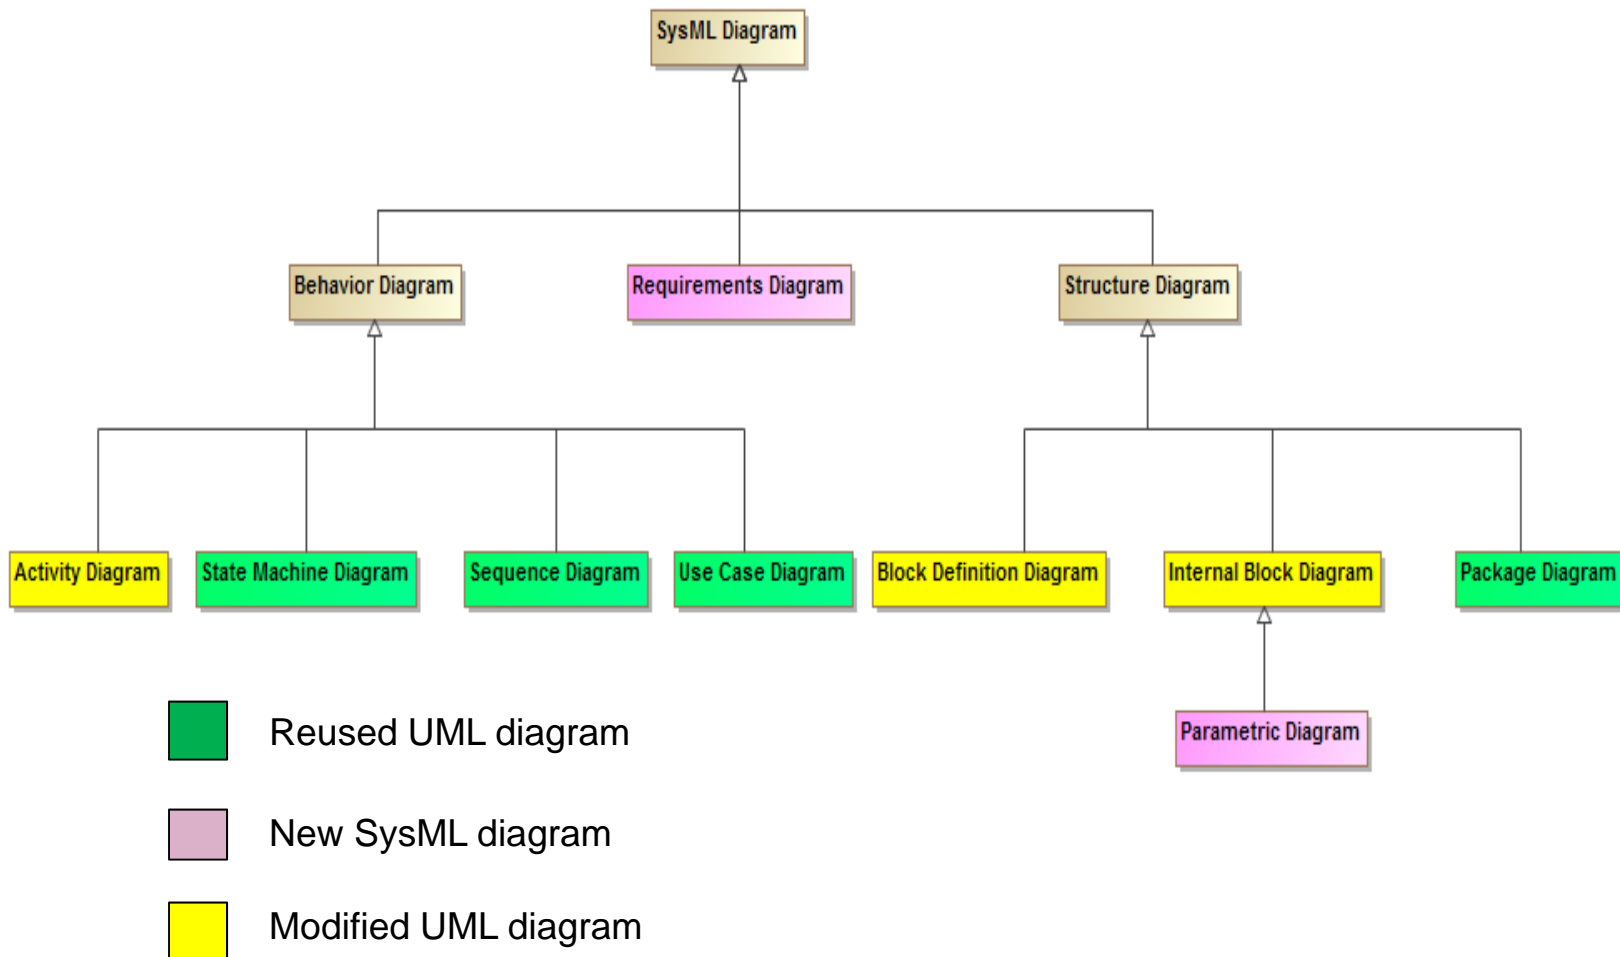 SysML Diagram
Behavior Diagram
Requirements Diagram
Structure Diagram
Activity Diagram
State Machine Diagram
Sequence Diagram
Use Case Diagram
Block Definition Diagram
Internal Block Diagram
Package Diagram
Parametric Diagram
Reused UML diagram
New SysML diagram
Modified UML diagram